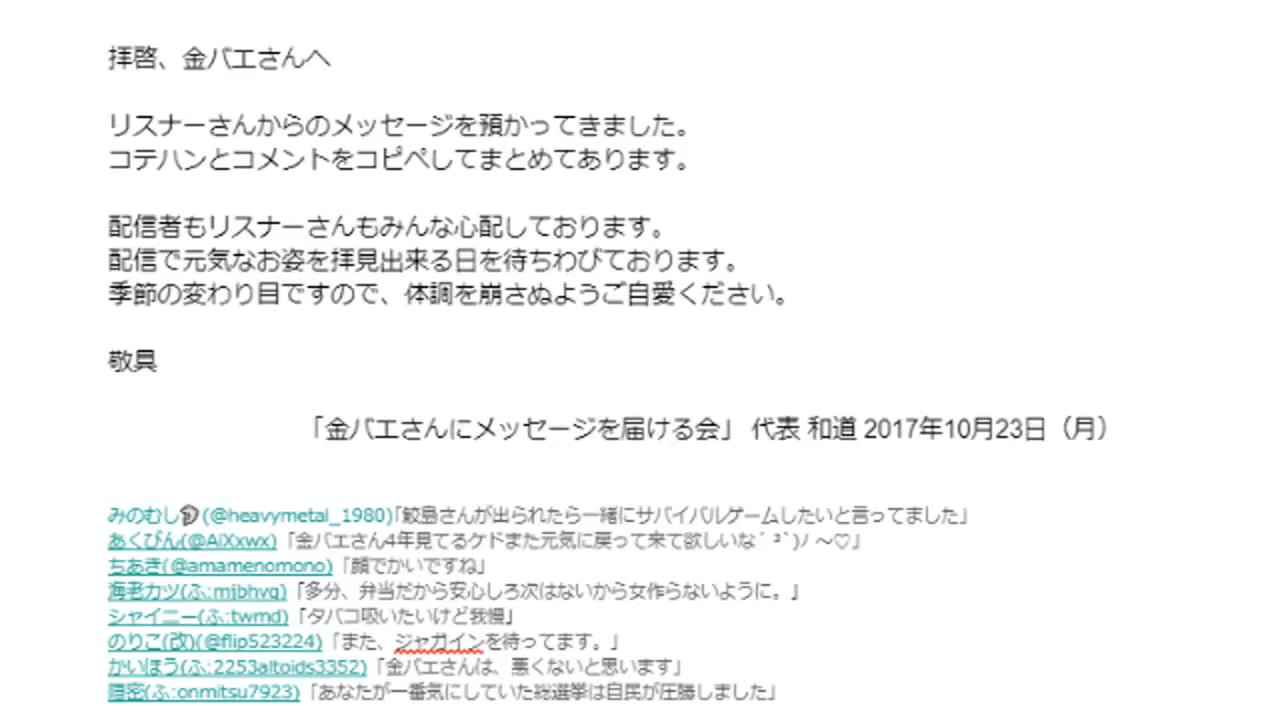 拝啓、金バエさんへ
リスナーさんからのメッセージを預かってきました。
コテハンとコメントをコピペしてまとめてあります。
配信者もリスナーさんもみんな心配しております。
配信で元気なお姿を拝見出来る日を待ちわびております。
季節の変わり目ですので、体調を崩さぬようご自愛ください。
敬具
「金バエさんにメッセージを届ける会」 代表 和道 2017年10月23日（月）
みのむし(@heavymetal_1980)「鮫島さんが出られたら一緒にサバイバルゲームしたいと言ってました」
あくびん(@AiXxwx)「金バエさん4年見てるケドまた元気に戻って来て欲しいな´³`)ﾉ ～♡」
ちあき(@amamenomono)「顔でかいですね」
海老カツ(ふ:mjbhvq)「多分、弁当だから安心しろ次はないから女作らないように。」
シャイニー(ふ:twmd)「タバコ吸いたいけど我慢」
のりこ(改)(@flip523224)「また、ジャガインを待ってます。」
かいほう(ふ:2253altoids3352)「金バエさんは、悪くないと思います」
隠密(ふ:onmitsu7923)「あなたが一番気にしていた総選挙は自民が圧勝しました」